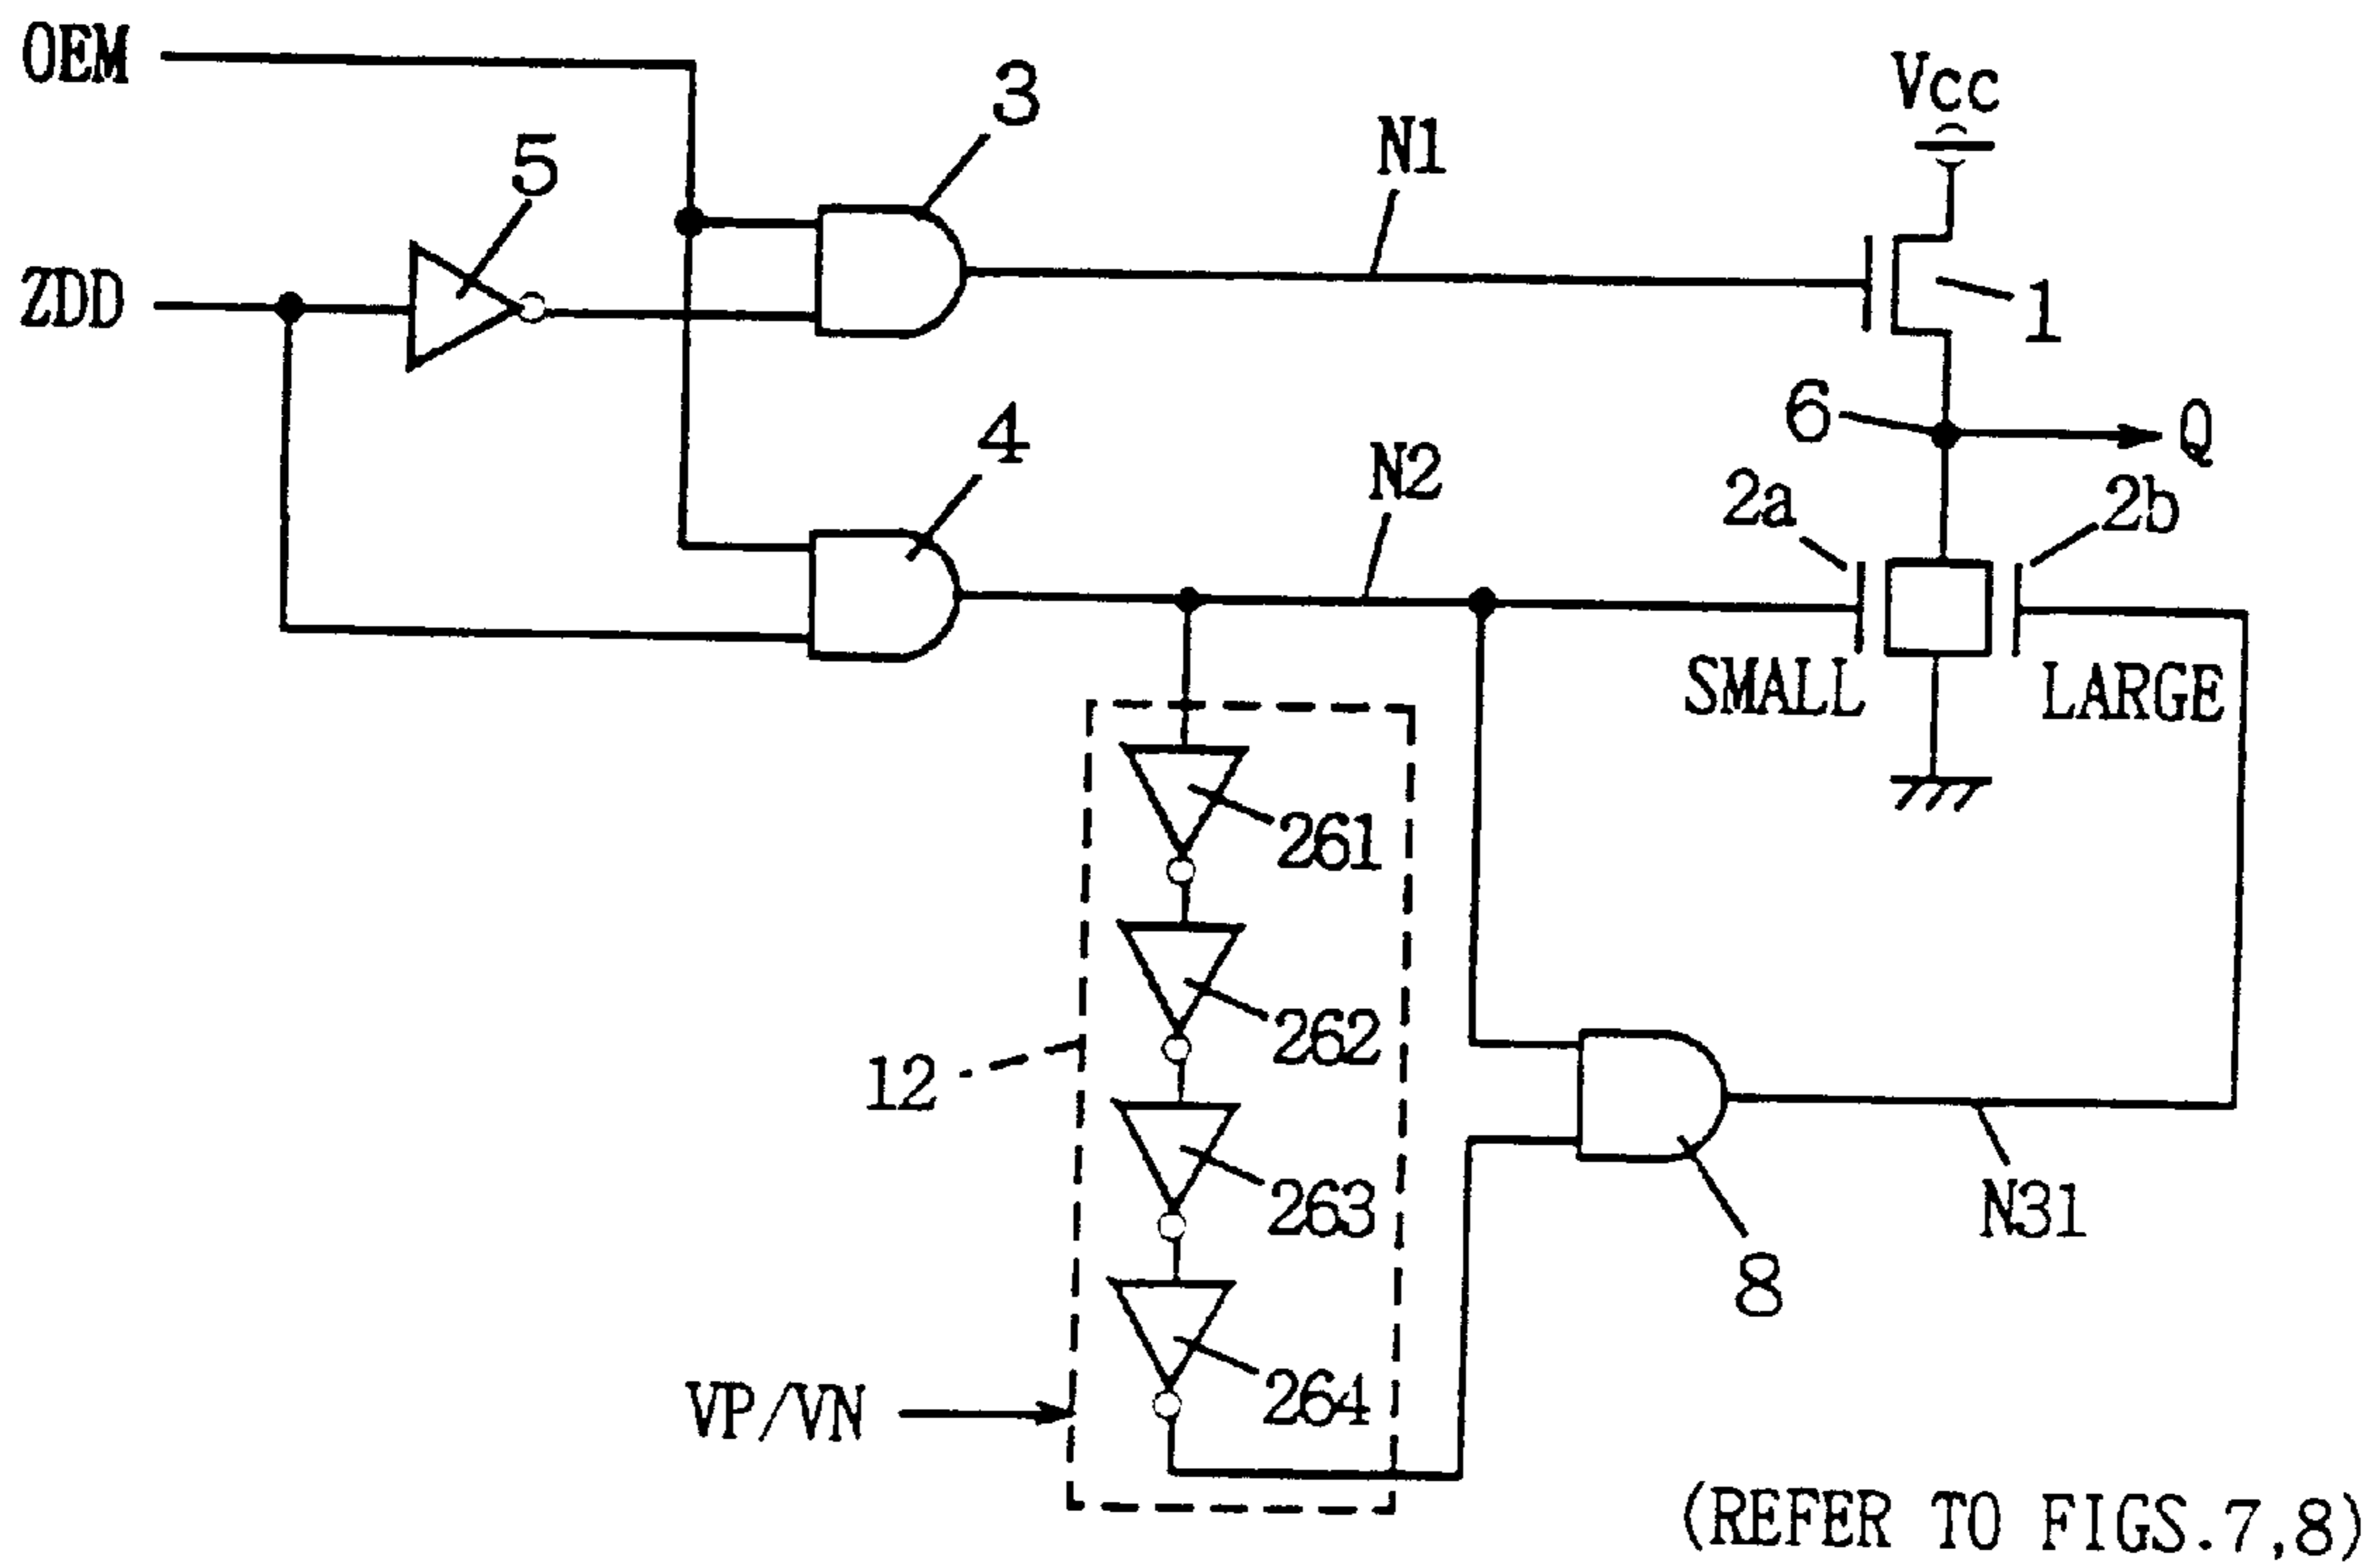 OEM
3
Vcc
N1
5
ZDD
1
6
Q
4
N2
2a
2b
SMALL
LARGE
261
262
12
263
N31
8
264
VP/VN
(REFER TO FIGS.7,8)